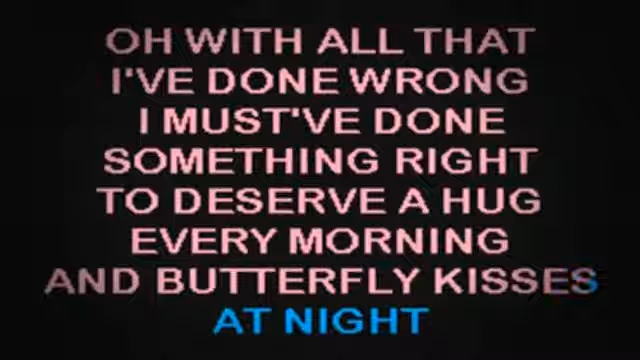 OH WITH ALL THAT
I'VE DONE WRONG
I MUST'VE DONE
SOMETHING RIGHT
TO DESERVE A HUG
EVERY MORNING
AND BUTTERFLY KISSES
AT NIGHT